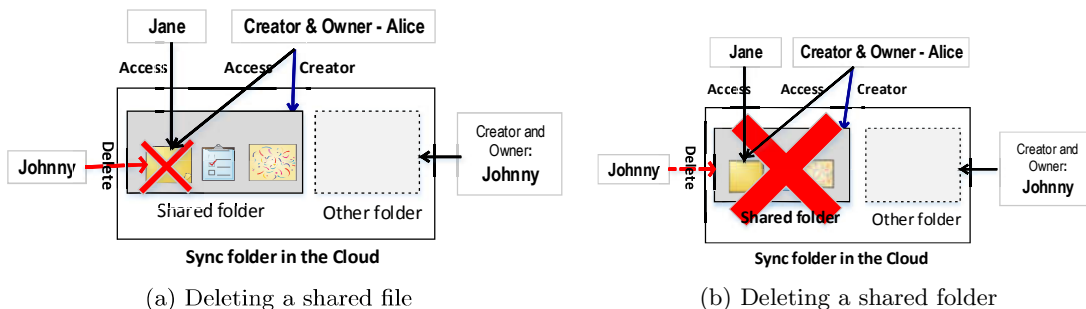 Jane
Creator & Owner - Alice
Access
Access
Creator
Johnny
Delete
Creator and
Owner:
Johnny
Shared folder
Other folder
Sync folder in the Cloud
(a) Deleting a shared file
Jane
Creator & Owner - Alice
Access
Access
Creator
Johnny
Delete
Creator and
Owner:
Johnny
Shared folder
Other folder
Sync folder in the Cloud
(b) Deleting a shared folder